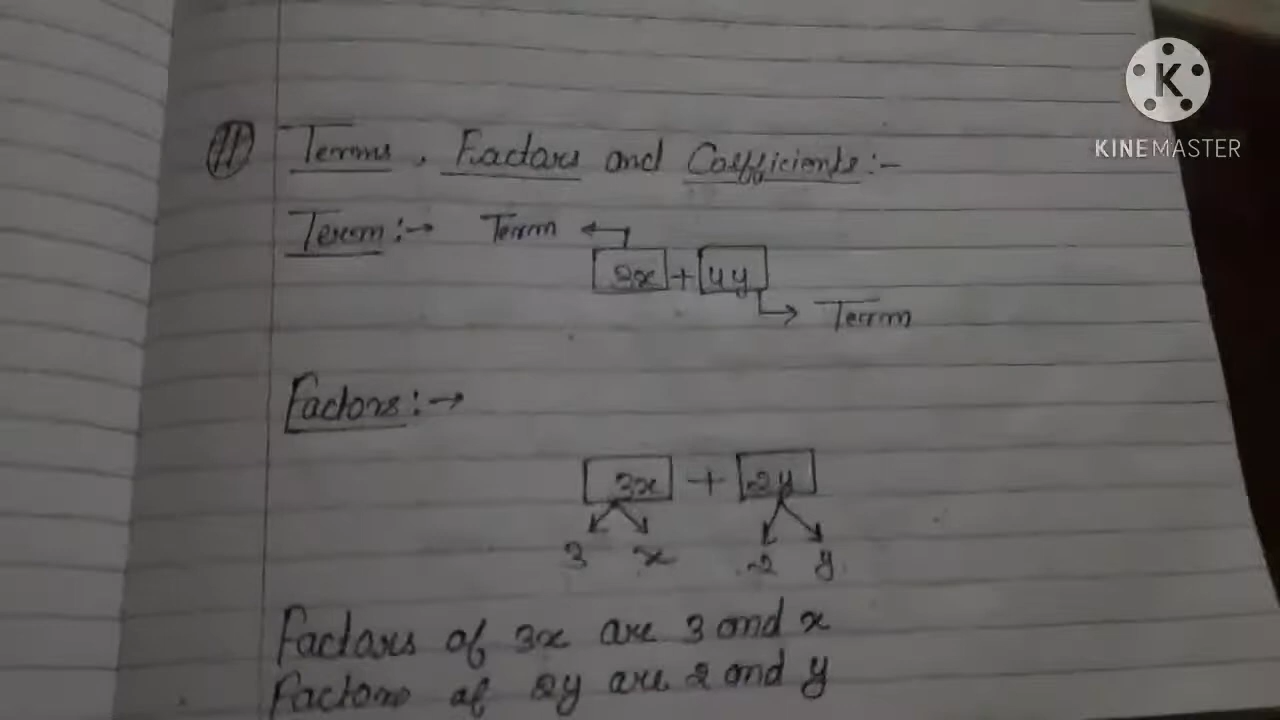 K
KINEMASTER
II Terms, Factors and Coefficients:-
Term:→ Term
3x + 4y
Term
Factors:→
3x + 2y
3 x 2 y
Factors of 3x are 3 and x
Factors of 2y are 2 and y